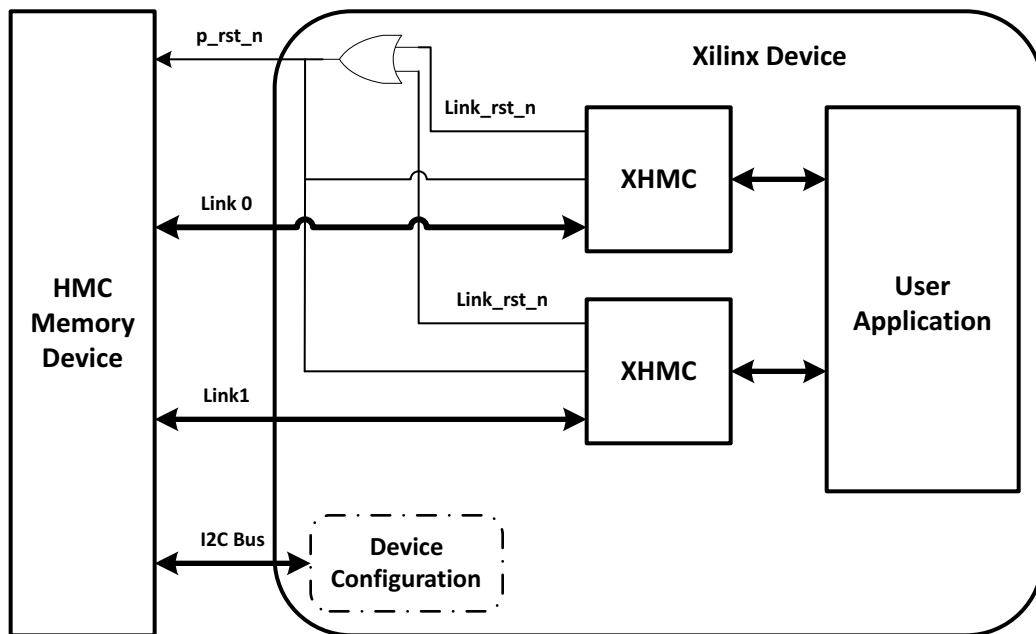 p_rst_n
Xilinx Device
Link_rst_n
XHMC
Link 0
HMC
Memory
Device
User
Application
Link_rst_n
XHMC
Link1
I2C Bus
Device
Configuration